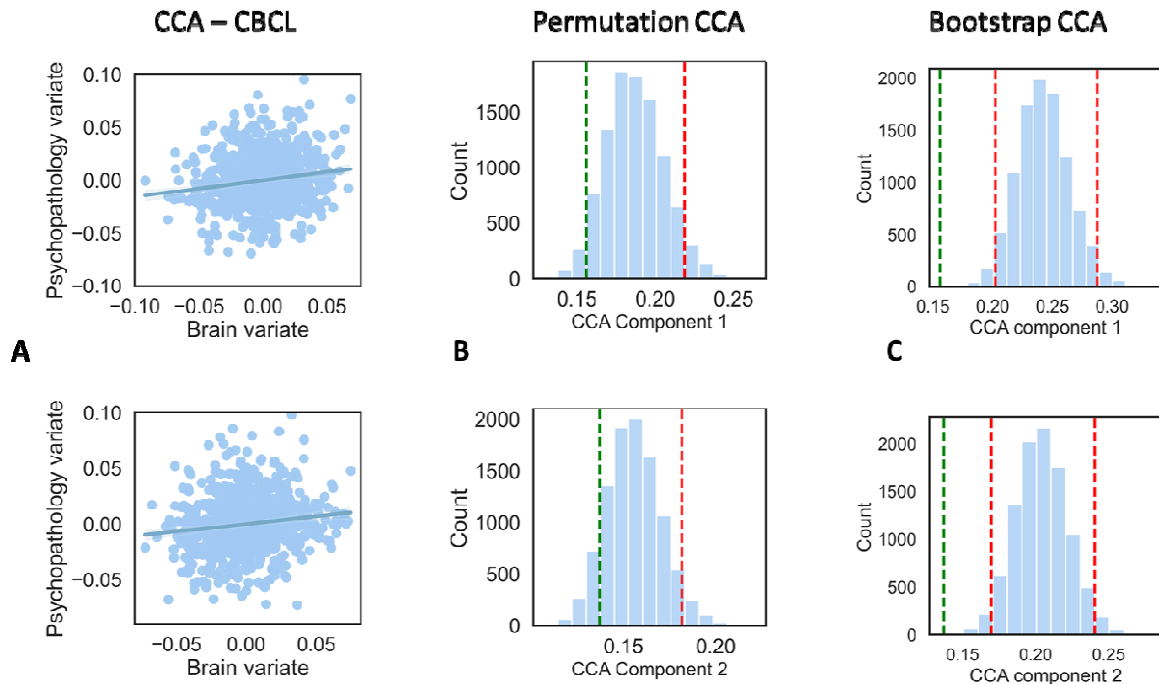 CCA – CBCL
Permutation CCA
Bootstrap CCA
Psychopathology variate
0.10
0.05
0.00
−0.05
−0.10
−0.10 −0.05 0.00 0.05
Brain variate
Count
1500
1000
500
0
0.15 0.20 0.25
CCA Component 1
Count
2000
1500
1000
500
0
0.15 0.20 0.25 0.30
CCA component 1
A
B
C
Psychopathology variate
0.10
0.05
0.00
−0.05
−0.05 0.00 0.05
Brain variate
Count
2000
1500
1000
500
0
0.15 0.20
CCA Component 2
Count
2000
1500
1000
500
0
0.15 0.20 0.25
CCA component 2